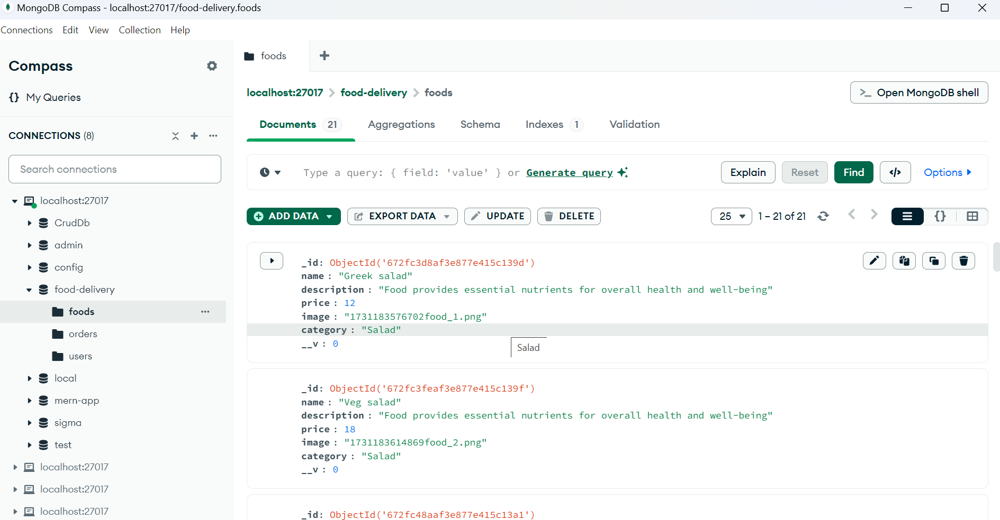 MongoDB Compass - localhost:27017/food-delivery.foods
Connections Edit View Collection Help
Compass
{} My Queries
CONNECTIONS (8)
Search connections
localhost:27017
CrudDb
admin
config
food-delivery
foods
orders
users
local
mern-app
sigma
test
localhost:27017
localhost:27017
localhost:27017
foods
localhost:27017 > food-delivery > foods
>_ Open MongoDB shell
Documents 21 Aggregations Schema Indexes 1 Validation
Type a query: { field: 'value' } or Generate query
Explain Reset Find </> Options
ADD DATA EXPORT DATA UPDATE DELETE
25 1 – 21 of 21 {}
_id: ObjectId('672fc3d8af3e877e415c139d')
name : "Greek salad"
description : "Food provides essential nutrients for overall health and well-being"
price : 12
image : "1731183576702food_1.png"
category : "Salad"
__v : 0
Salad
_id: ObjectId('672fc3feaf3e877e415c139f')
name : "Veg salad"
description : "Food provides essential nutrients for overall health and well-being"
price : 18
image : "1731183614869food_2.png"
category : "Salad"
__v : 0
_id: ObjectId('672fc48aaf3e877e415c13a1')